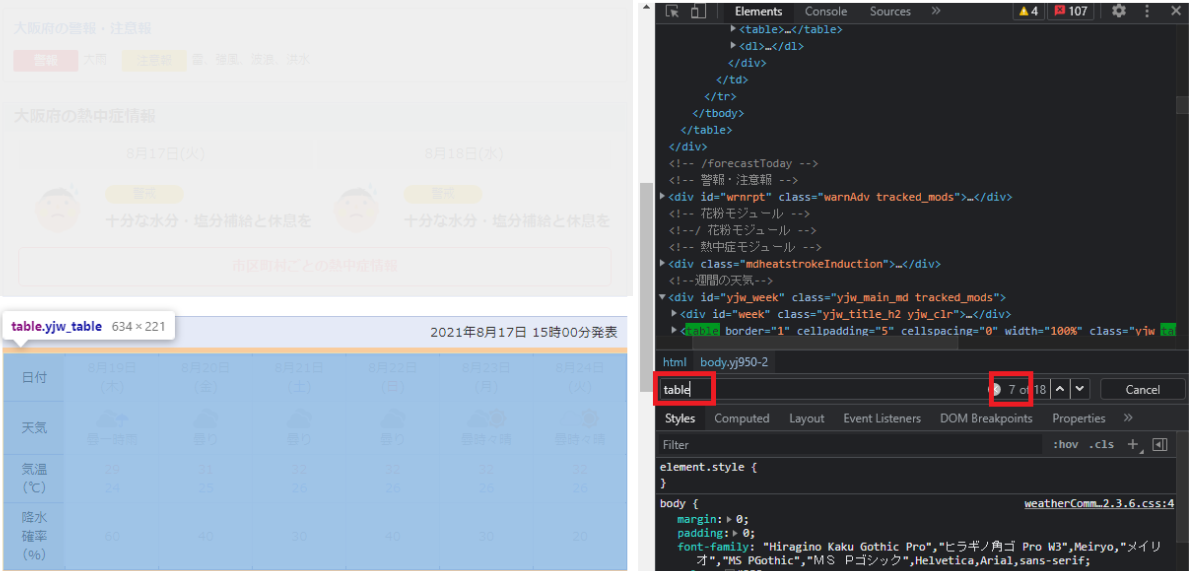 大阪府の警報・注意報
警報 大雨 注意報 雷、強風、波浪、洪水
大阪府の熱中症情報
8月17日(火) 8月18日(水)
警戒 警戒
十分な水分・塩分補給と休息を 十分な水分・塩分補給と休息を
市区町村ごとの熱中症情報
table.yjw_table 634 × 221
2021年8月17日 15時00分発表
日付 8月19日(木) 8月20日(金) 8月21日(土) 8月22日(日) 8月23日(月) 8月24日(火)
天気 曇一時雨 曇り 曇り 曇り 曇時々晴 曇時々晴
気温(℃)
降水確率(%) 60 40 30 40 30 20
Elements Console Sources » 4 107
<table>…</table>
<dl>…</dl>
</div>
</td>
</tr>
</tbody>
</table>
</div>
<!-- /forecastToday -->
<!-- 警報・注意報 -->
<div id="wrnrpt" class="warnAdv tracked_mods">…</div>
<!-- 花粉モジュール -->
<!--/ 花粉モジュール -->
<!-- 熱中症モジュール -->
<div class="mdheatstrokeInduction">…</div>
<!--週間の天気-->
<div id="yjw_week" class="yjw_main_md tracked_mods">
<div id="week" class="yjw_title_h2 yjw_clr">…</div>
<table border="1" cellpadding="5" cellspacing="0" width="100%" class="yjw_ta
html body.yj950-2
table 7 of 18 Cancel
Styles Computed Layout Event Listeners DOM Breakpoints Properties »
Filter :hov .cls +
element.style {
}
body { weatherComm…2.3.6.css:4
margin: 0;
padding: 0;
font-family: "Hiragino Kaku Gothic Pro","ヒラギノ角ゴ Pro W3",Meiryo,"メイリ
オ","MS PGothic","ＭＳ Ｐゴシック",Helvetica,Arial,sans-serif;